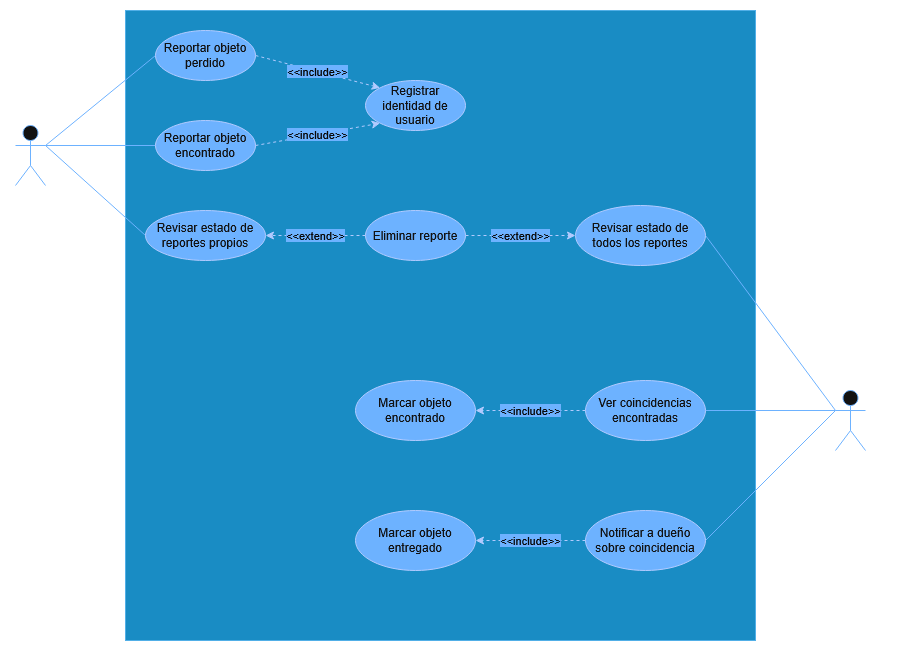 Reportar objeto
perdido
<<include>>
Registrar
identidad de
usuario
Reportar objeto
encontrado
<<include>>
Revisar estado de
reportes propios
<<extend>>
Eliminar reporte
<<extend>>
Revisar estado de
todos los reportes
Marcar objeto
encontrado
<<include>>
Ver coincidencias
encontradas
Marcar objeto
entregado
<<include>>
Notificar a dueño
sobre coincidencia